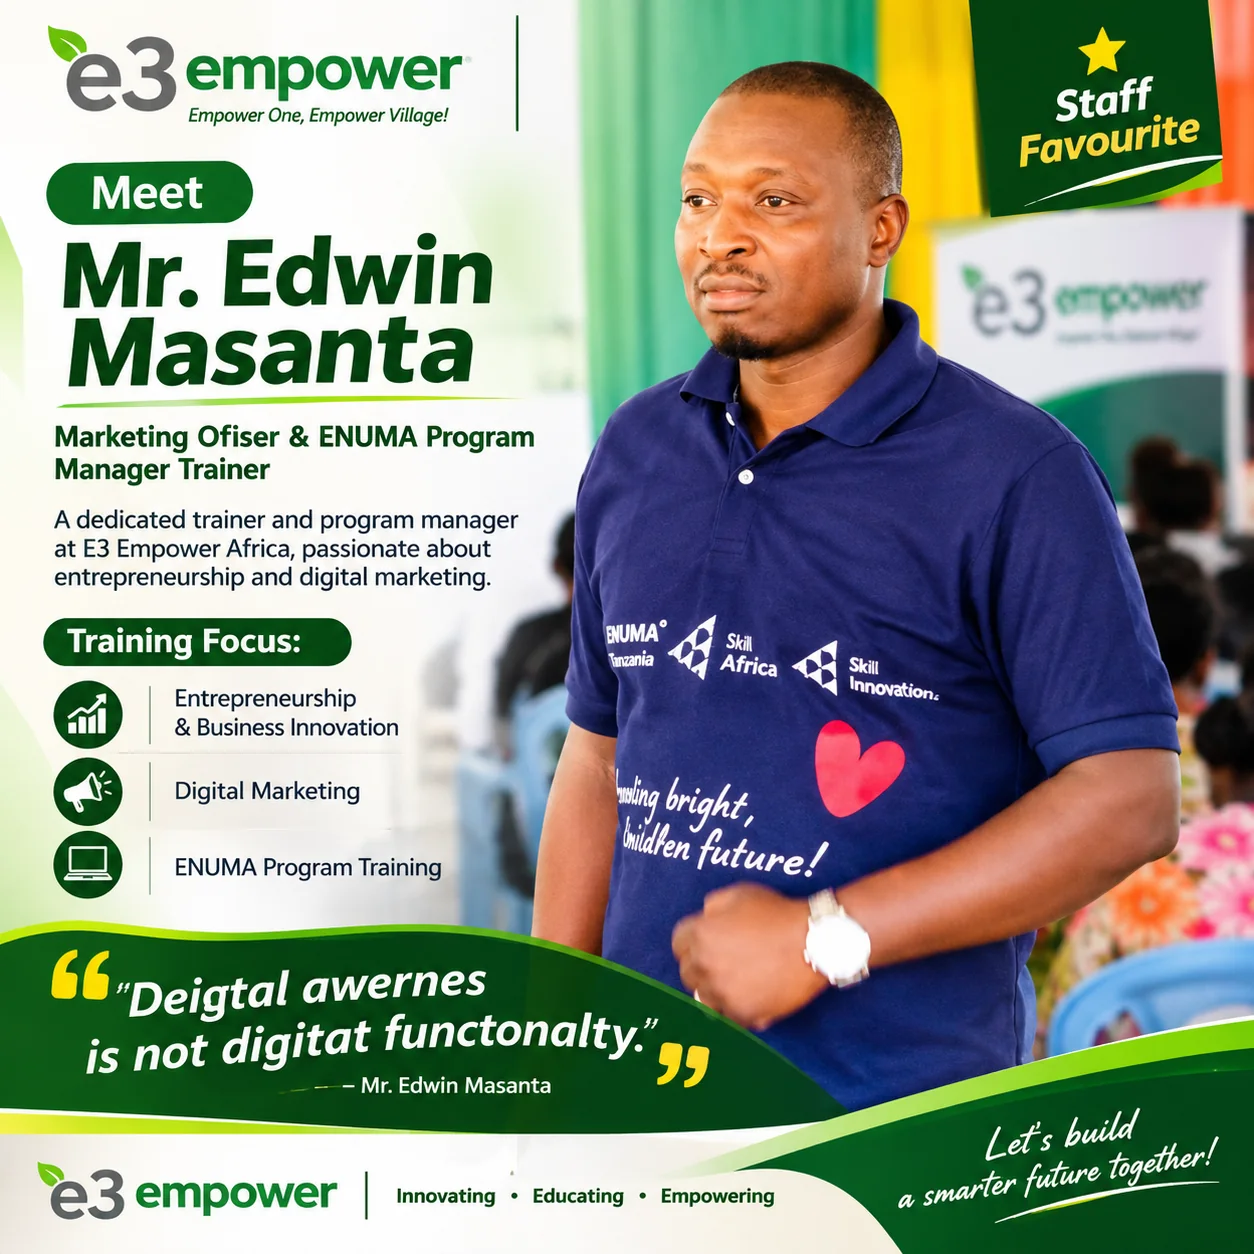 e3 empower
Empower One, Empower Village!
Staff
Favourite
Meet
Mr. Edwin
Masanta
Marketing Ofiser & ENUMA Program
Manager Trainer
A dedicated trainer and program manager
at E3 Empower Africa, passionate about
entrepreneurship and digital marketing.
Training Focus:
Entrepreneurship
& Business Innovation
Digital Marketing
ENUMA Program Training
e3 empower
ENUMA
Tanzania
Skill
Africa
Skill
Innovation
bright,
future!
“"Deigtal awernes
is not digitat functonalty.””
– Mr. Edwin Masanta
Let's build
a smarter future together!
e3 empower
Innovating • Educating • Empowering